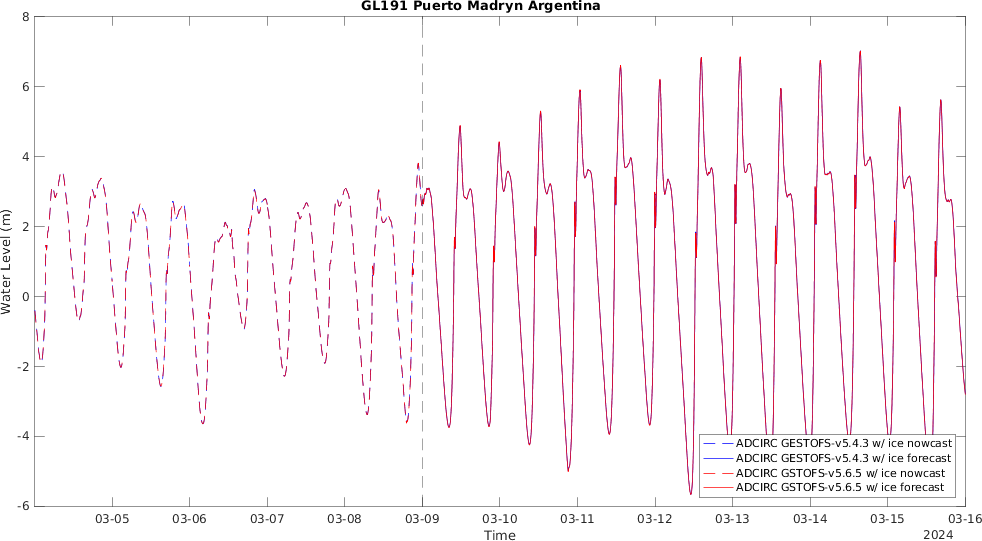 GL191 Puerto Madryn Argentina
8
6
4
2
0
-2
-4
-6
Water Level (m)
ADCIRC GESTOFS-v5.4.3 w/ ice nowcast
ADCIRC GESTOFS-v5.4.3 w/ ice forecast
ADCIRC GSTOFS-v5.6.5 w/ ice nowcast
ADCIRC GSTOFS-v5.6.5 w/ ice forecast
03-05 03-06 03-07 03-08 03-09 03-10 03-11 03-12 03-13 03-14 03-15 03-16
Time
2024